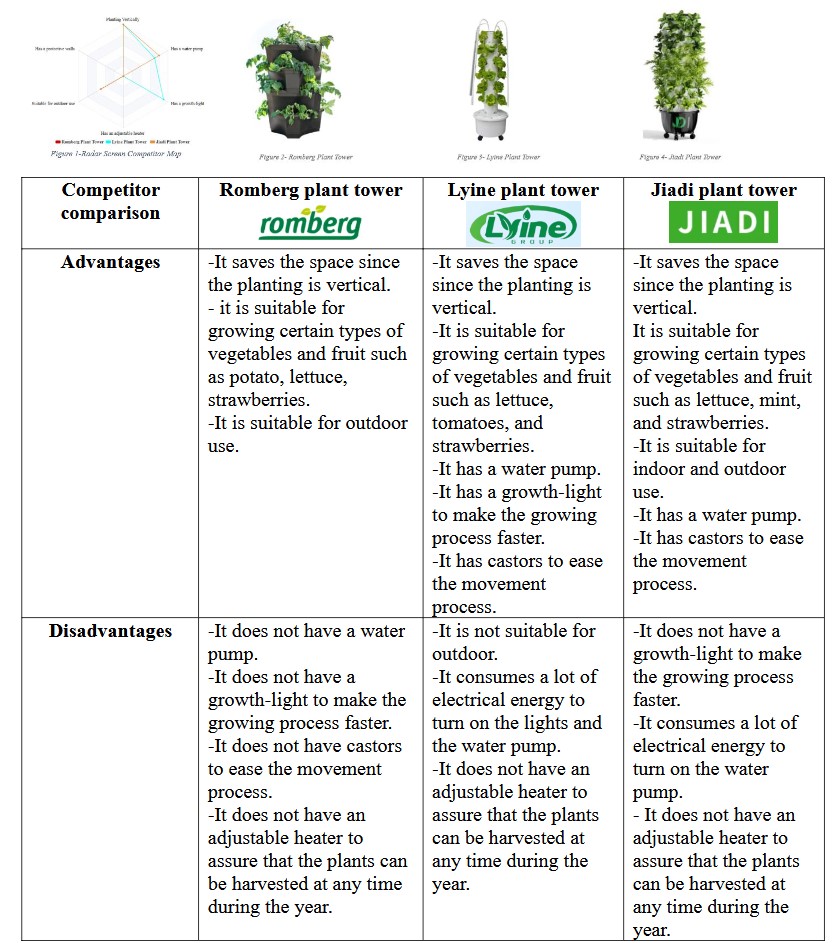 Planting Vertically
Has a protective walls
Has a water pump
Suitable for outdoor use
Has a growth light
Has an adjustable heater
Romberg Plant Tower Lyine Plant Tower Jiadi Plant Tower
Figure 1-Radar Screen Competitor Map
Figure 2- Romberg Plant Tower
Figure 3- Lyine Plant Tower
JDI
Figure 4- Jiadi Plant Tower
Competitor
comparison
Romberg plant tower
romberg
Lyine plant tower
Lyine
GROUP
Jiadi plant tower
JIADI
Advantages
-It saves the space since
the planting is vertical.
- it is suitable for
growing certain types of
vegetables and fruit such
as potato, lettuce,
strawberries.
-It is suitable for outdoor
use.
-It saves the space
since the planting is
vertical.
-It is suitable for
growing certain types
of vegetables and fruit
such as lettuce,
tomatoes, and
strawberries.
-It has a water pump.
-It has a growth-light
to make the growing
process faster.
-It has castors to ease
the movement
process.
-It saves the space
since the planting is
vertical.
It is suitable for
growing certain types
of vegetables and fruit
such as lettuce, mint,
and strawberries.
-It is suitable for
indoor and outdoor
use.
-It has a water pump.
-It has castors to ease
the movement
process.
Disadvantages
-It does not have a water
pump.
-It does not have a
growth-light to make the
growing process faster.
-It does not have castors
to ease the movement
process.
-It does not have an
adjustable heater to
assure that the plants can
be harvested at any time
during the year.
-It is not suitable for
outdoor.
-It consumes a lot of
electrical energy to
turn on the lights and
the water pump.
-It does not have an
adjustable heater to
assure that the plants
can be harvested at
any time during the
year.
-It does not have a
growth-light to make
the growing process
faster.
-It consumes a lot of
electrical energy to
turn on the water
pump.
- It does not have an
adjustable heater to
assure that the plants
can be harvested at
any time during the
year.